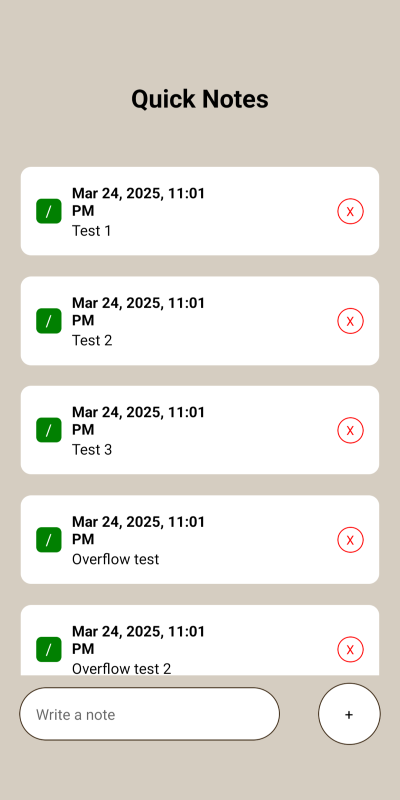 Quick Notes
Mar 24, 2025, 11:01
PM
/
Test 1
X
Mar 24, 2025, 11:01
PM
/
Test 2
X
Mar 24, 2025, 11:01
PM
/
Test 3
X
Mar 24, 2025, 11:01
PM
/
Overflow test
X
Mar 24, 2025, 11:01
PM
/
Overflow test 2
X
Write a note
+